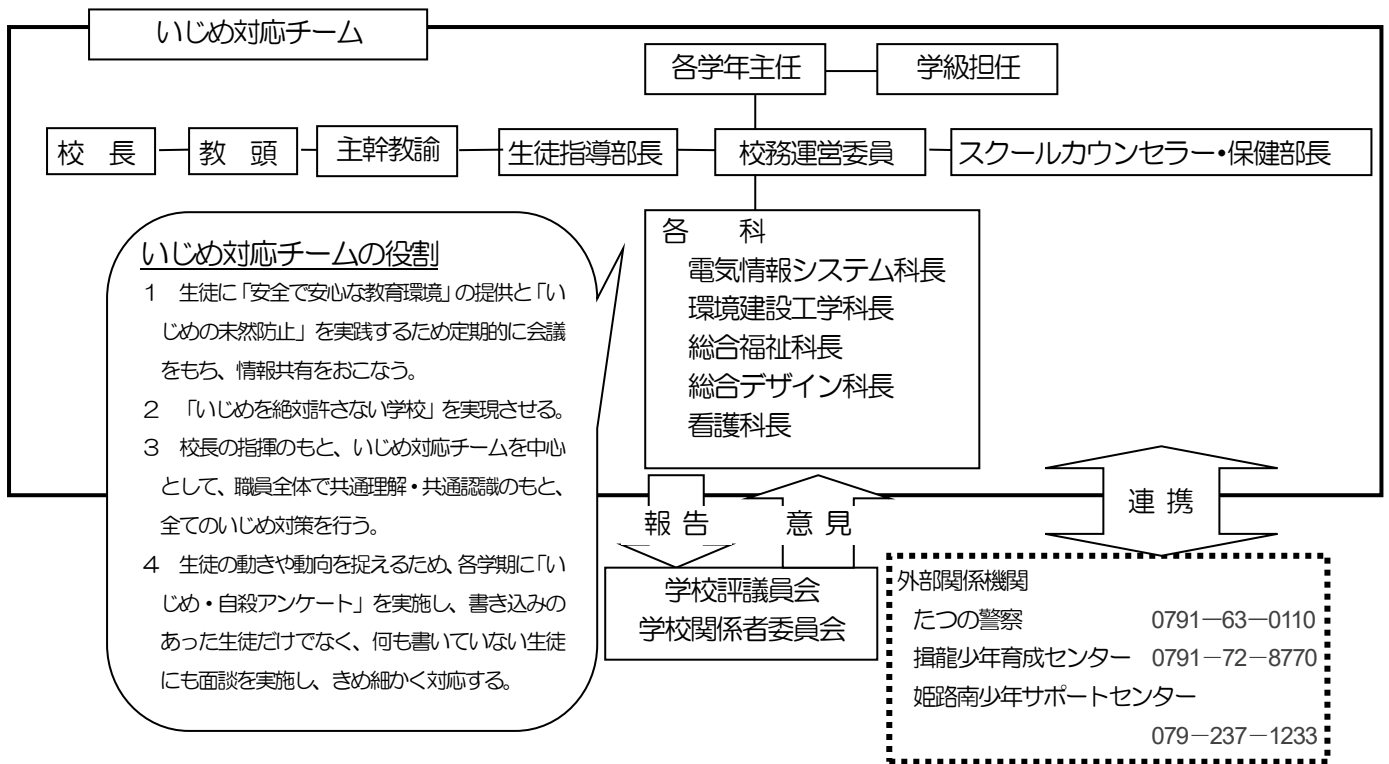 いじめ対応チーム
各学年主任
学級担任
校　長
教　頭
主幹教諭
生徒指導部長
校務運営委員
スクールカウンセラー・保健部長
各　　科
電気情報システム科長
環境建設工学科長
総合福祉科長
総合デザイン科長
看護科長
いじめ対応チームの役割
１　生徒に「安全で安心な教育環境」の提供と「い
じめの未然防止」を実践するため定期的に会議
をもち、情報共有をおこなう。
２　「いじめを絶対許さない学校」を実現させる。
３　校長の指揮のもと、いじめ対応チームを中心
として、職員全体で共通理解・共通認識のもと、
全てのいじめ対策を行う。
４　生徒の動きや動向を捉えるため、各学期に「い
じめ・自殺アンケート」を実施し、書き込みの
あった生徒だけでなく、何も書いていない生徒
にも面談を実施し、きめ細かく対応する。
報 告
意 見
連 携
学校評議員会
学校関係者委員会
外部関係機関
たつの警察　0791－63－0110
揖龍少年育成センター　0791－72－8770
姫路南少年サポートセンター
079－237－1233